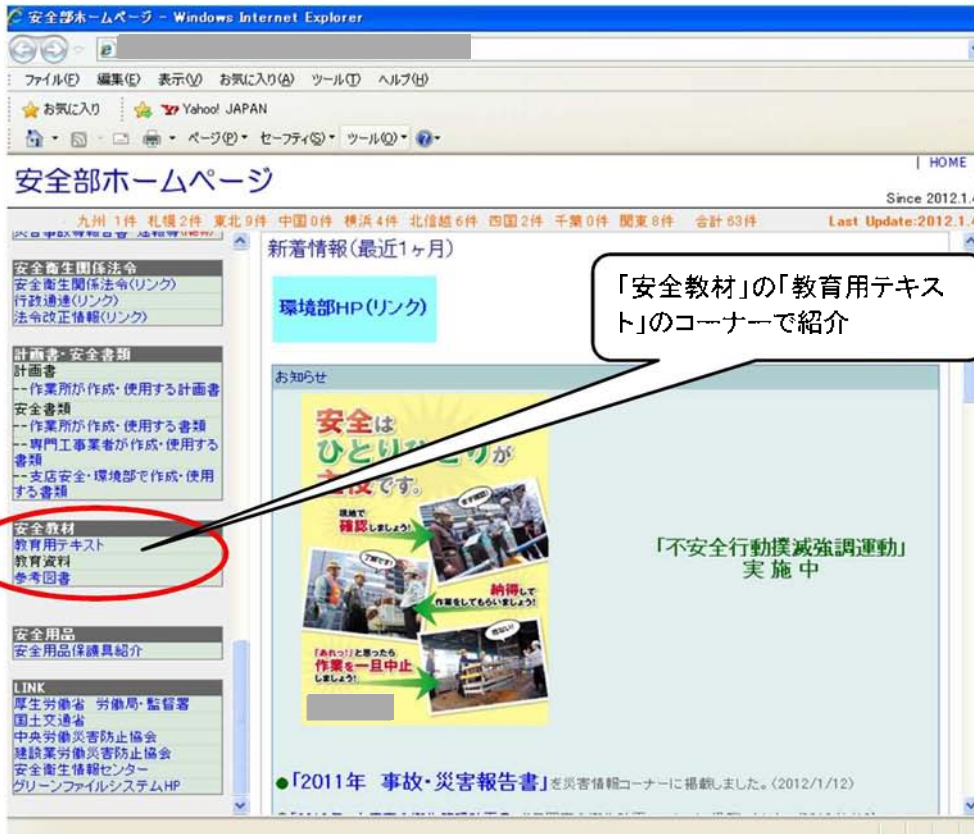 安全部ホームページ - Windows Internet Explorer
ファイル(F) 編集(E) 表示(V) お気に入り(A) ツール(T) ヘルプ(H)
お気に入り Yahoo! JAPAN
ページ(P) セーフティ(S) ツール(O)
| HOME
安全部ホームページ
Since 2012.1.4
九州 1件 札幌 2件 東北 9件 中国 0件 横浜 4件 北信越 6件 四国 2件 千葉 0件 関東 8件 合計 63件 Last Update:2012.1.
安全衛生関係法令
安全衛生関係法令(リンク)
行政通達(リンク)
法令改正情報(リンク)
計画書・安全書類
計画書
--作業所が作成・使用する計画書
安全書類
--作業所が作成・使用する書類
--専門工事業者が作成・使用する
書類
--支店安全・環境部で作成・使用
する書類
安全教材
教育用テキスト
教育資料
参考図書
安全用品
安全用品保護具紹介
LINK
厚生労働省 労働局・監督署
国土交通省
中央労働災害防止協会
建設業労働災害防止協会
安全衛生情報センター
グリーンファイルシステムHP
新着情報(最近1ヶ月)
環境部HP(リンク)
「安全教材」の「教育用テキス
ト」のコーナーで紹介
お知らせ
安全は
ひとりひとりが
主役です。
まず確認!
現地で
確認しましょう!
了解です!
納得して
作業をしてもらいましょう!
危ない!
「あれっ!」と思ったら
作業を一旦中止
しましょう!
「不安全行動撲滅強調運動」
実 施 中
●「2011年 事故・災害報告書」を災害情報コーナーに掲載しました。(2012/1/12)